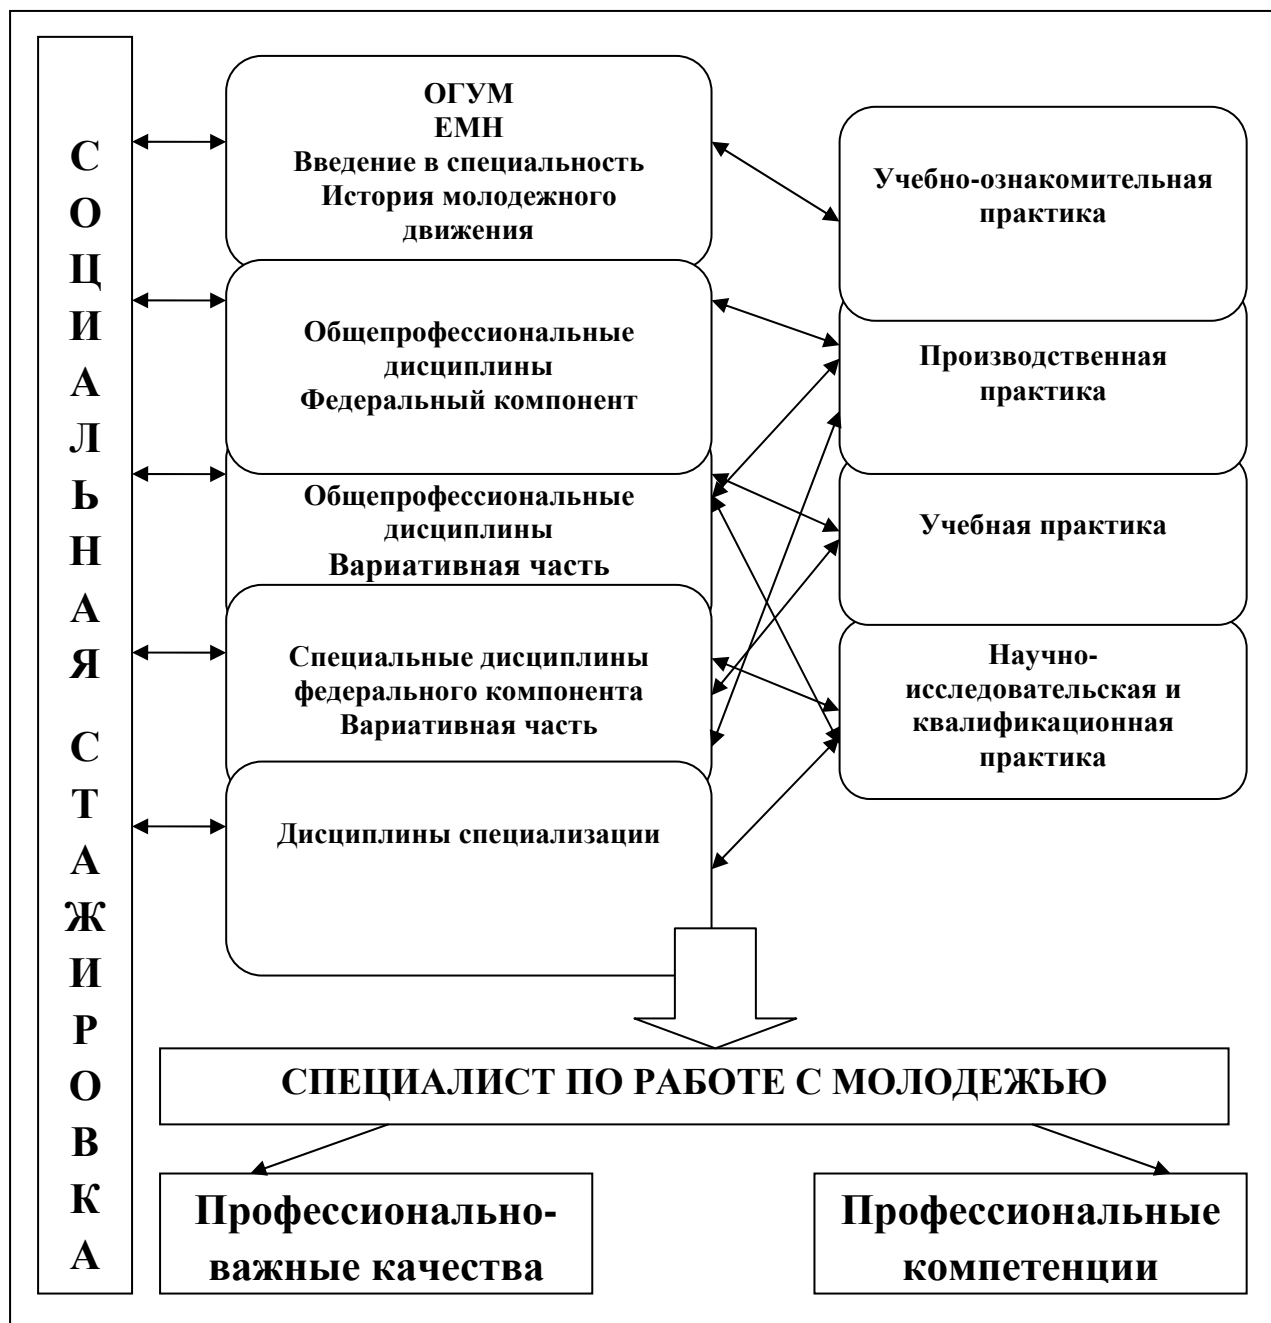 СОЦИАЛЬНАЯ СТАЖИРОВКА
ОГУМ
ЕМН
Введение в специальность
История молодежного
движения
Общепрофессиональные
дисциплины
Федеральный компонент
Общепрофессиональные
дисциплины
Вариативная часть
Специальные дисциплины
федерального компонента
Вариативная часть
Дисциплины специализации
Учебно-ознакомительная
практика
Производственная
практика
Учебная практика
Научно-
исследовательская и
квалификационная
практика
СПЕЦИАЛИСТ ПО РАБОТЕ С МОЛОДЕЖЬЮ
Профессионально-
важные качества
Профессиональные
компетенции